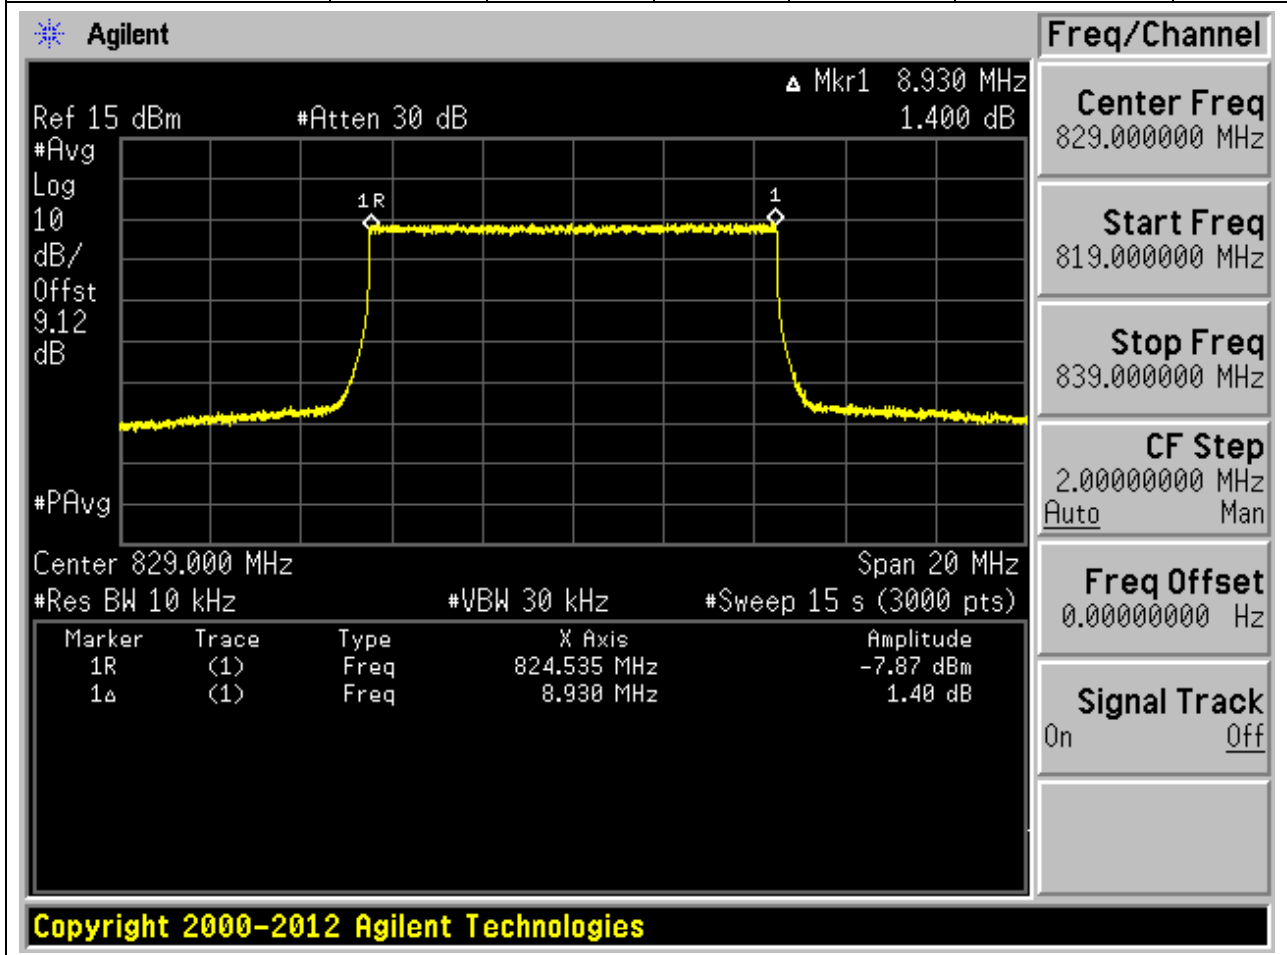 Agilent
Freq/Channel
Δ Mkr1 8.930 MHz
Ref 15 dBm #Atten 30 dB 1.400 dB
#Avg
Log
10
dB/
Offst
9.12
dB
1R
1
#PAvg
Center 829.000 MHz Span 20 MHz
#Res BW 10 kHz #VBW 30 kHz #Sweep 15 s (3000 pts)
Marker Trace Type X Axis Amplitude
1R (1) Freq 824.535 MHz -7.87 dBm
1Δ (1) Freq 8.930 MHz 1.40 dB
Center Freq
829.000000 MHz
Start Freq
819.000000 MHz
Stop Freq
839.000000 MHz
CF Step
2.00000000 MHz
Auto Man
Freq Offset
0.00000000 Hz
Signal Track
On Off
Copyright 2000-2012 Agilent Technologies